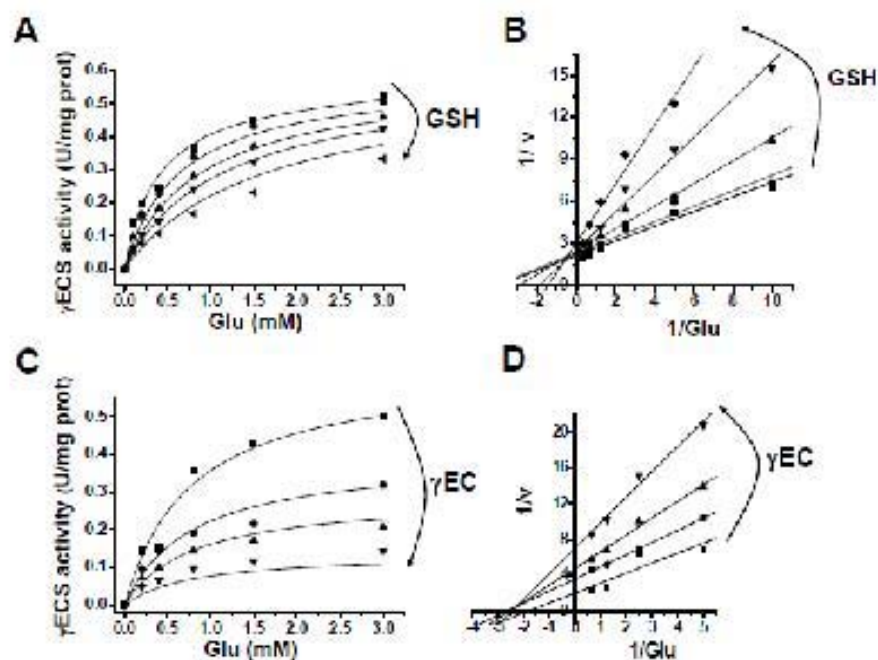 A
γECS activity (U/mg prot)
0.6
0.5
0.4
0.3
0.2
0.1
0.0
0.0 0.5 1.0 1.5 2.0 2.5 3.0
Glu (mM)
GSH
B
1/ v
15
12
9
6
3
0
-2 0 2 4 6 8 10
1/Glu
GSH
C
γECS activity (U/mg prot)
0.5
0.4
0.3
0.2
0.1
0.0
0.0 0.5 1.0 1.5 2.0 2.5 3.0
Glu (mM)
γEC
D
1/v
20
16
12
8
4
0
-4 -3 -2 -1 0 1 2 3 4 5
1/Glu
γEC